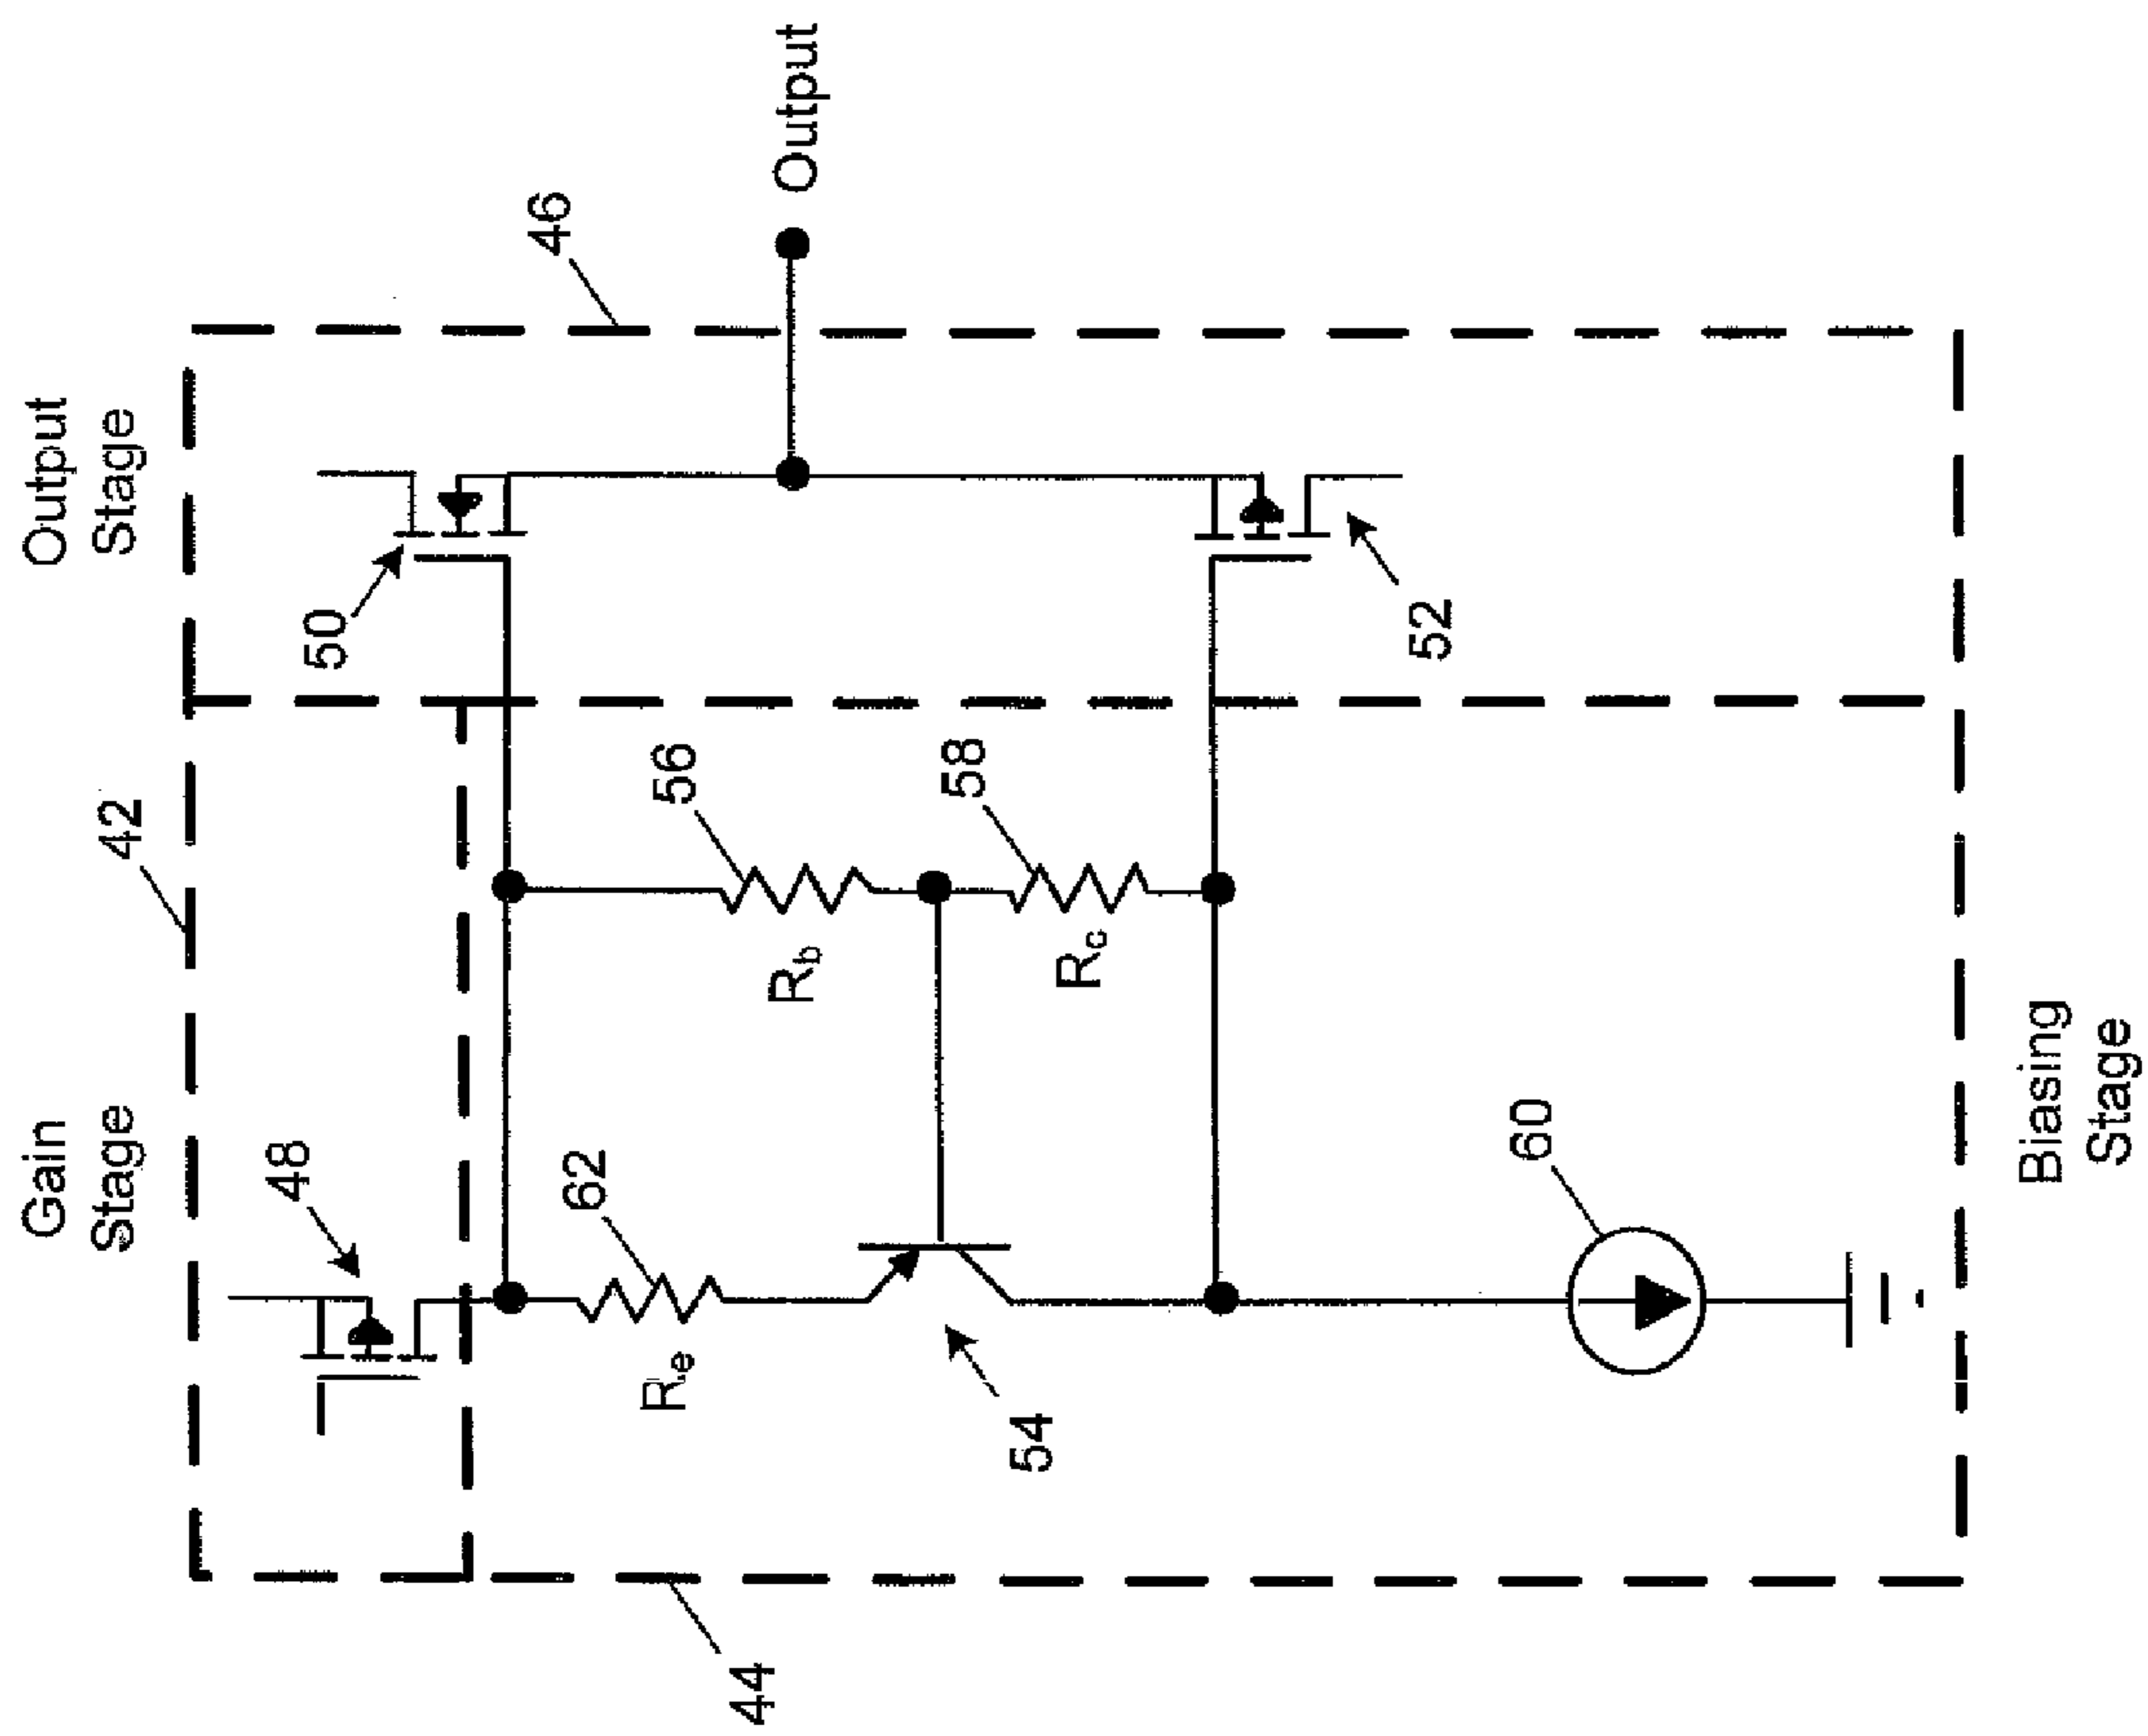 Gain
Stage
Output
Stage
42
48
50
46
Output
62
56
Rb
58
Rc
Re
54
52
60
44
Biasing
Stage